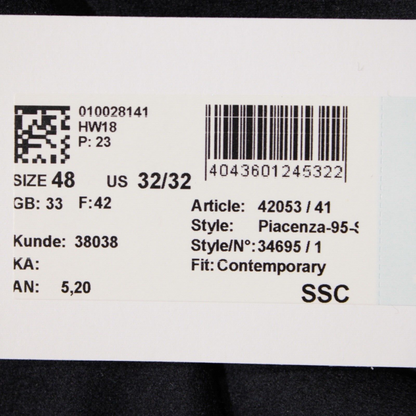 010028141
HW18
P: 23
4043601245322
SIZE 48 US 32/32
GB: 33 F:42
Article: 42053 / 41
Style: Piacenza-95-S
Kunde: 38038
Style/N°: 34695 / 1
KA:
Fit: Contemporary
AN: 5,20
SSC